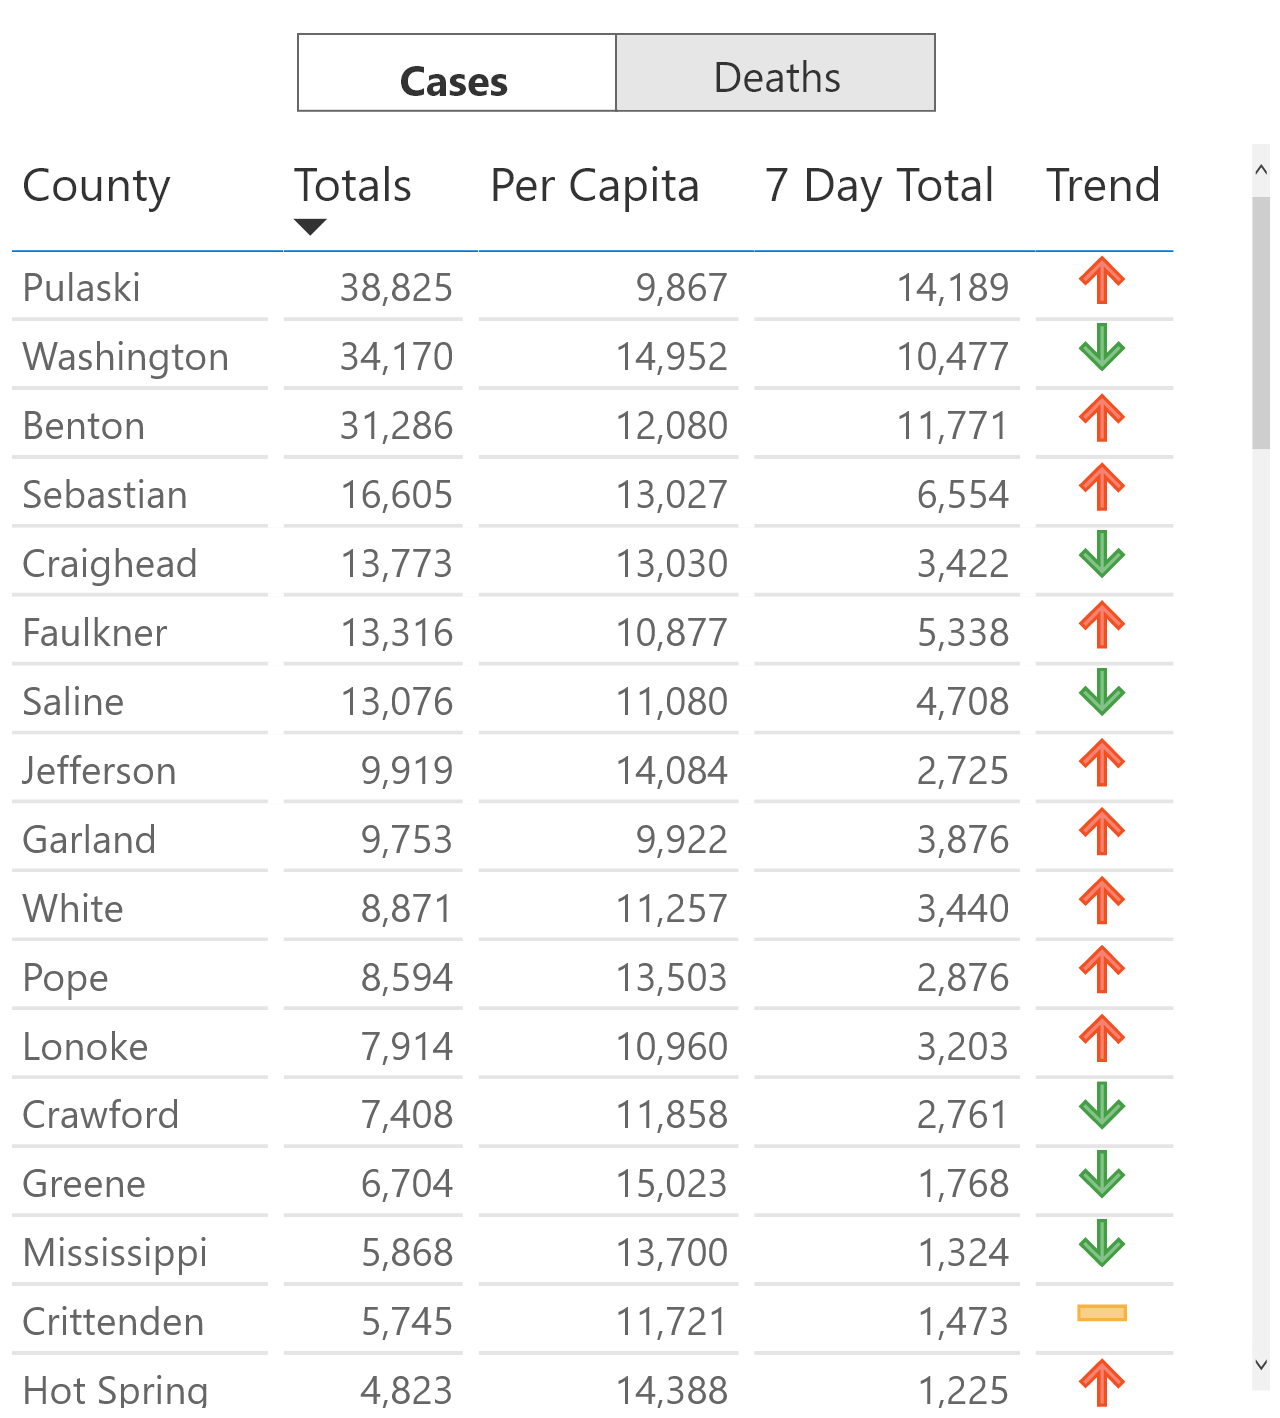 Cases Deaths
County Totals Per Capita 7 Day Total Trend
Pulaski 38,825 9,867 14,189
Washington 34,170 14,952 10,477
Benton 31,286 12,080 11,771
Sebastian 16,605 13,027 6,554
Craighead 13,773 13,030 3,422
Faulkner 13,316 10,877 5,338
Saline 13,076 11,080 4,708
Jefferson 9,919 14,084 2,725
Garland 9,753 9,922 3,876
White 8,871 11,257 3,440
Pope 8,594 13,503 2,876
Lonoke 7,914 10,960 3,203
Crawford 7,408 11,858 2,761
Greene 6,704 15,023 1,768
Mississippi 5,868 13,700 1,324
Crittenden 5,745 11,721 1,473
Hot Spring 4,823 14,388 1,225